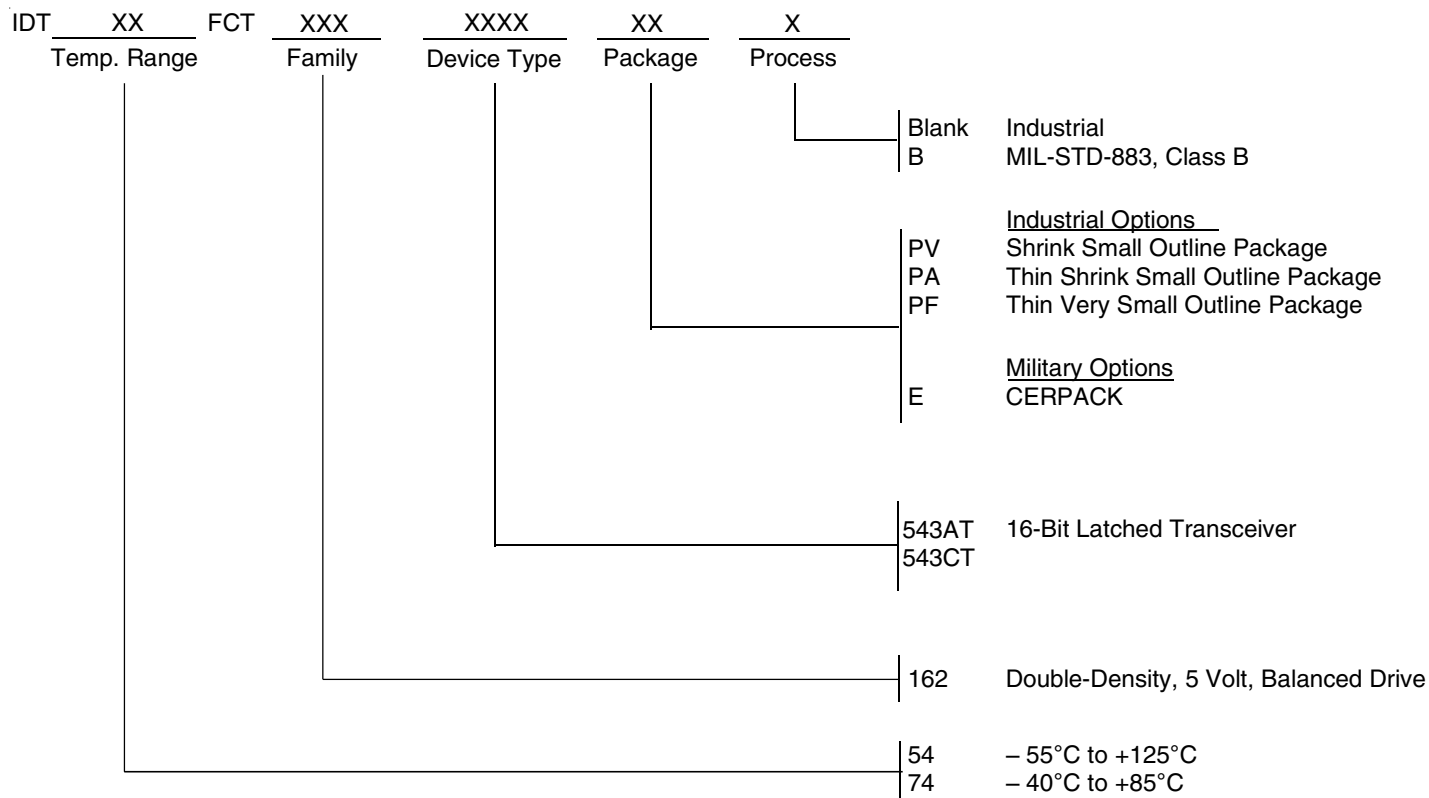 IDT XX FCT XXX XXXX XX X
Temp. Range Family Device Type Package Process
Blank Industrial
B MIL-STD-883, Class B
Industrial Options
PV Shrink Small Outline Package
PA Thin Shrink Small Outline Package
PF Thin Very Small Outline Package
Military Options
E CERPACK
543AT 16-Bit Latched Transceiver
543CT
162 Double-Density, 5 Volt, Balanced Drive
54 – 55°C to +125°C
74 – 40°C to +85°C